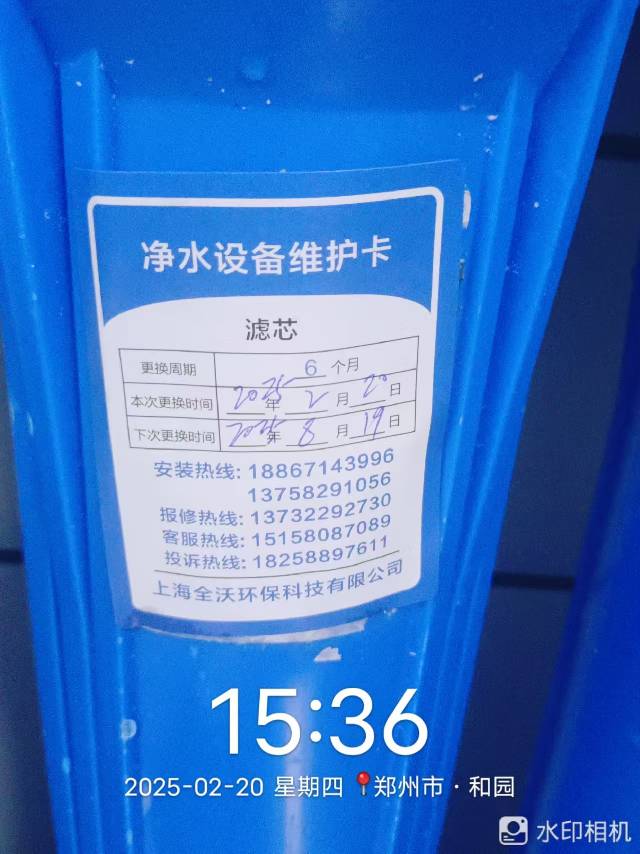 净水设备维护卡
滤芯
更换周期 6 个月
本次更换时间 2025 年 2 月 20 日
下次更换时间 2025 年 8 月 19 日
安装热线: 18867143996
13758291056
报修热线: 13732292730
客服热线: 15158087089
投诉热线: 18258897611
上海全沃环保科技有限公司
15:36
2025-02-20 星期四 📍郑州市·和园
水印相机